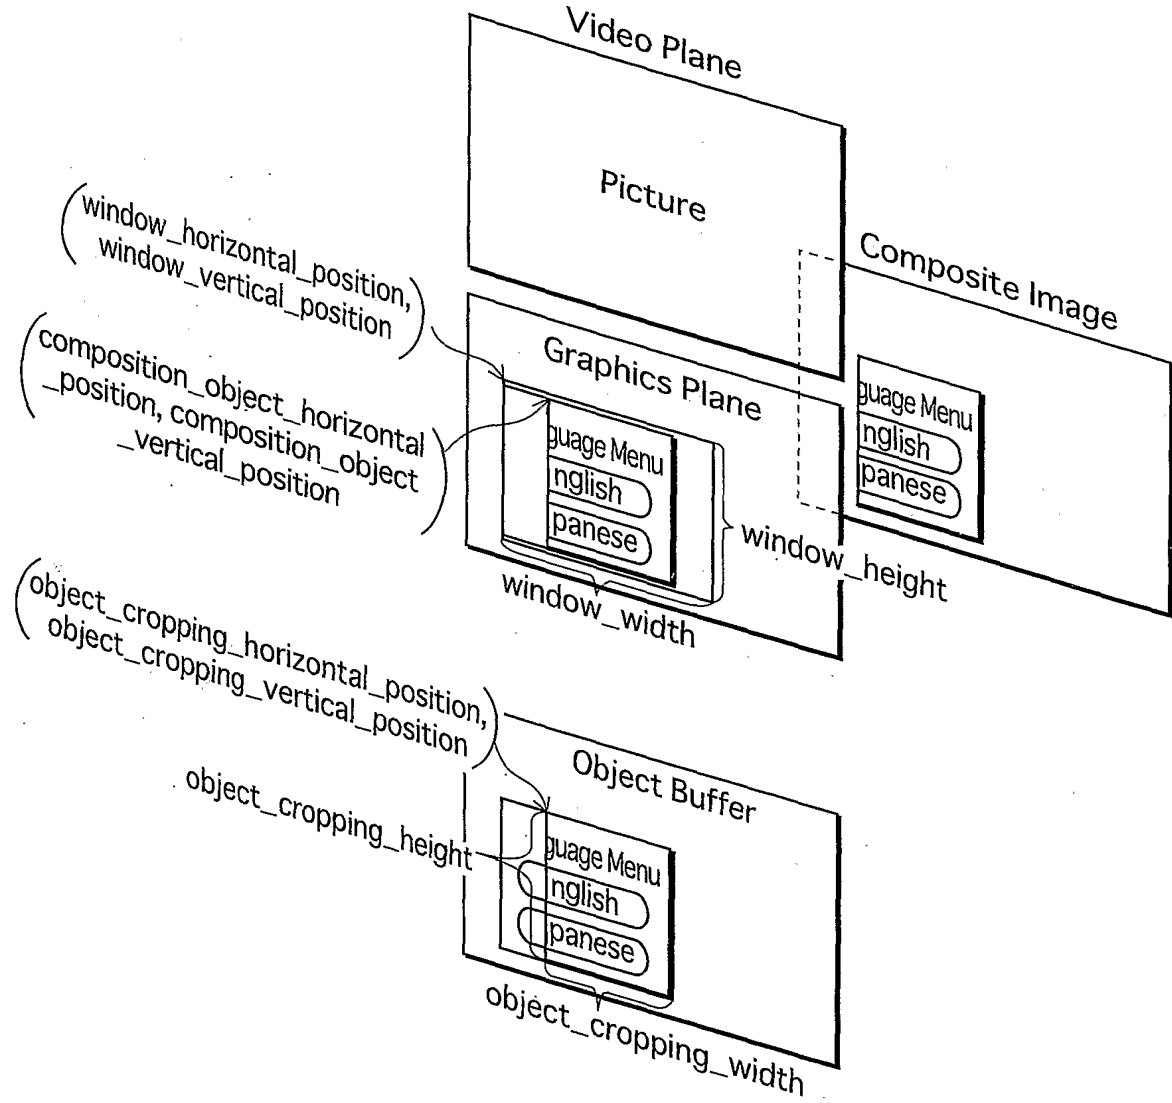 Video Plane
Picture
Composite Image
guage Menu
nglish
panese
(window_horizontal_position,
window_vertical_position)
Graphics Plane
(composition_object_horizontal
_position, composition_object
_vertical_position)
guage Menu
nglish
panese
window_height
window_width
(object_cropping_horizontal_position,
object_cropping_vertical_position)
Object Buffer
object_cropping_height
guage Menu
nglish
panese
object_cropping_width